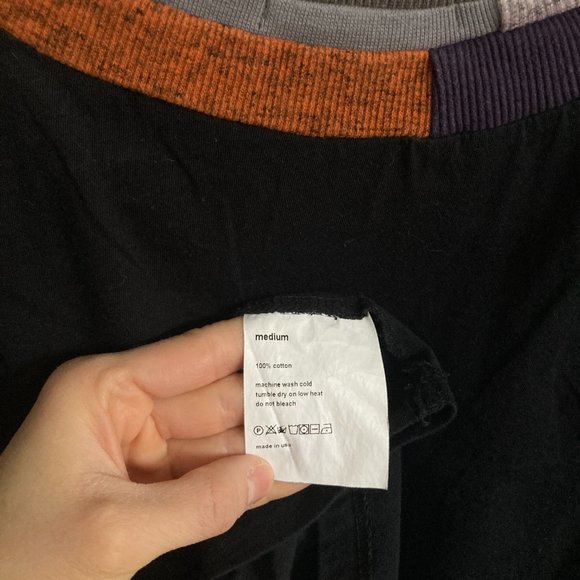 medium
100% cotton
machine wash cold
tumble dry on low heat
do not bleach
made in usa